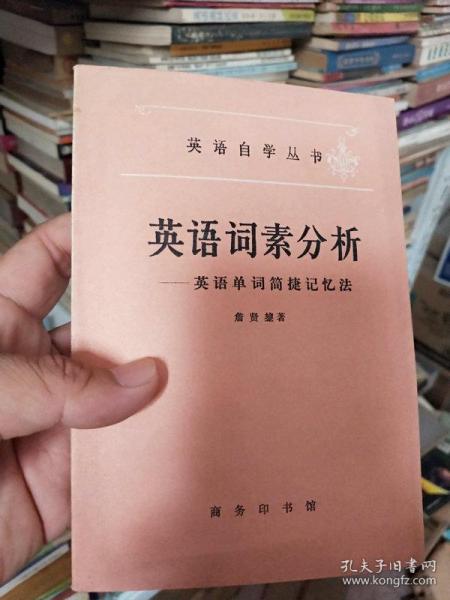 英语自学丛书
英语词素分析
——英语单词简捷记忆法
詹贤鋆著
商务印书馆
孔夫子旧书网
www.kongfz.com